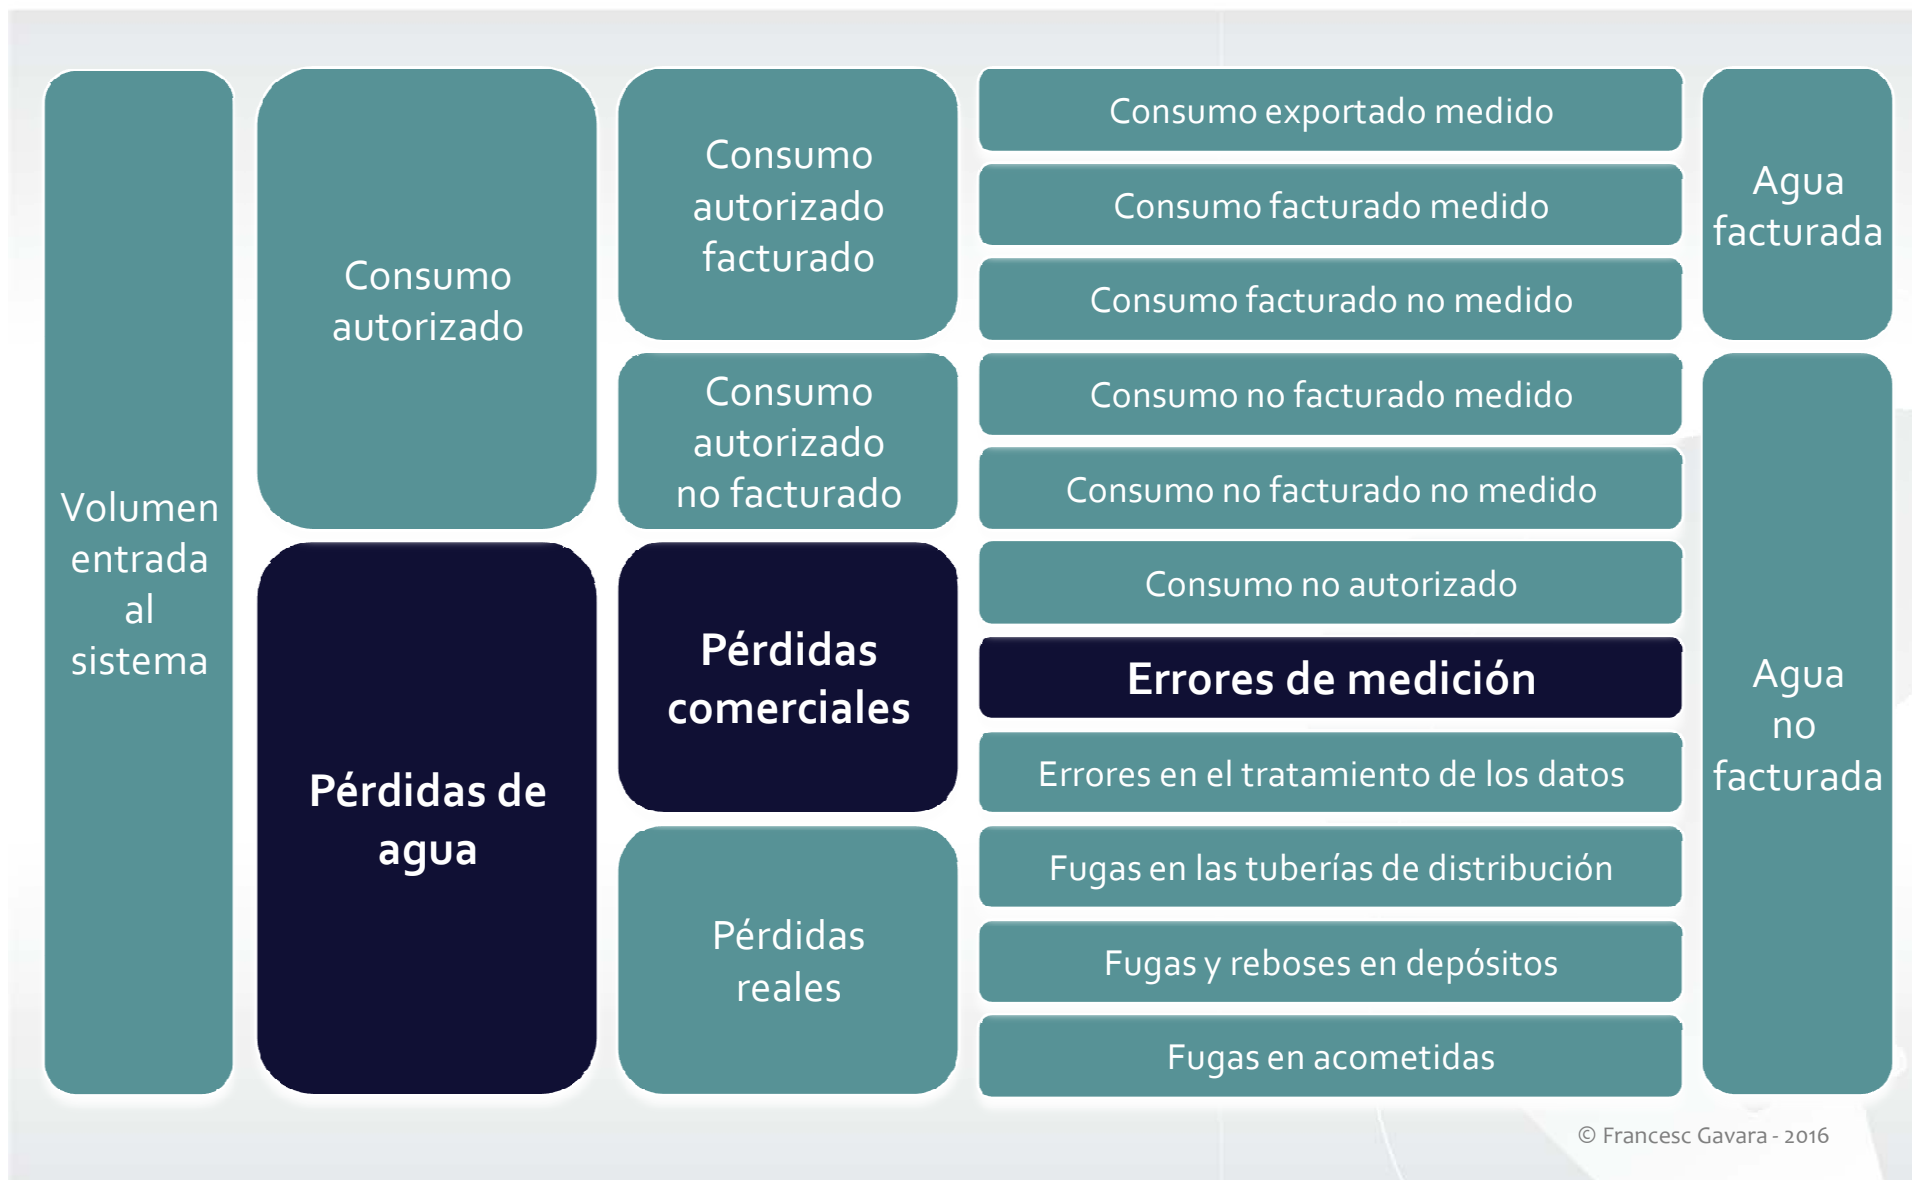 Volumen
entrada
al
sistema
Consumo
autorizado
Pérdidas de
agua
Consumo
autorizado
facturado
Consumo
autorizado
no facturado
Pérdidas
comerciales
Pérdidas
reales
Consumo exportado medido
Consumo facturado medido
Consumo facturado no medido
Consumo no facturado medido
Consumo no facturado no medido
Consumo no autorizado
Errores de medición
Errores en el tratamiento de los datos
Fugas en las tuberías de distribución
Fugas y reboses en depósitos
Fugas en acometidas
Agua
facturada
Agua
no
facturada
© Francesc Gavara - 2016